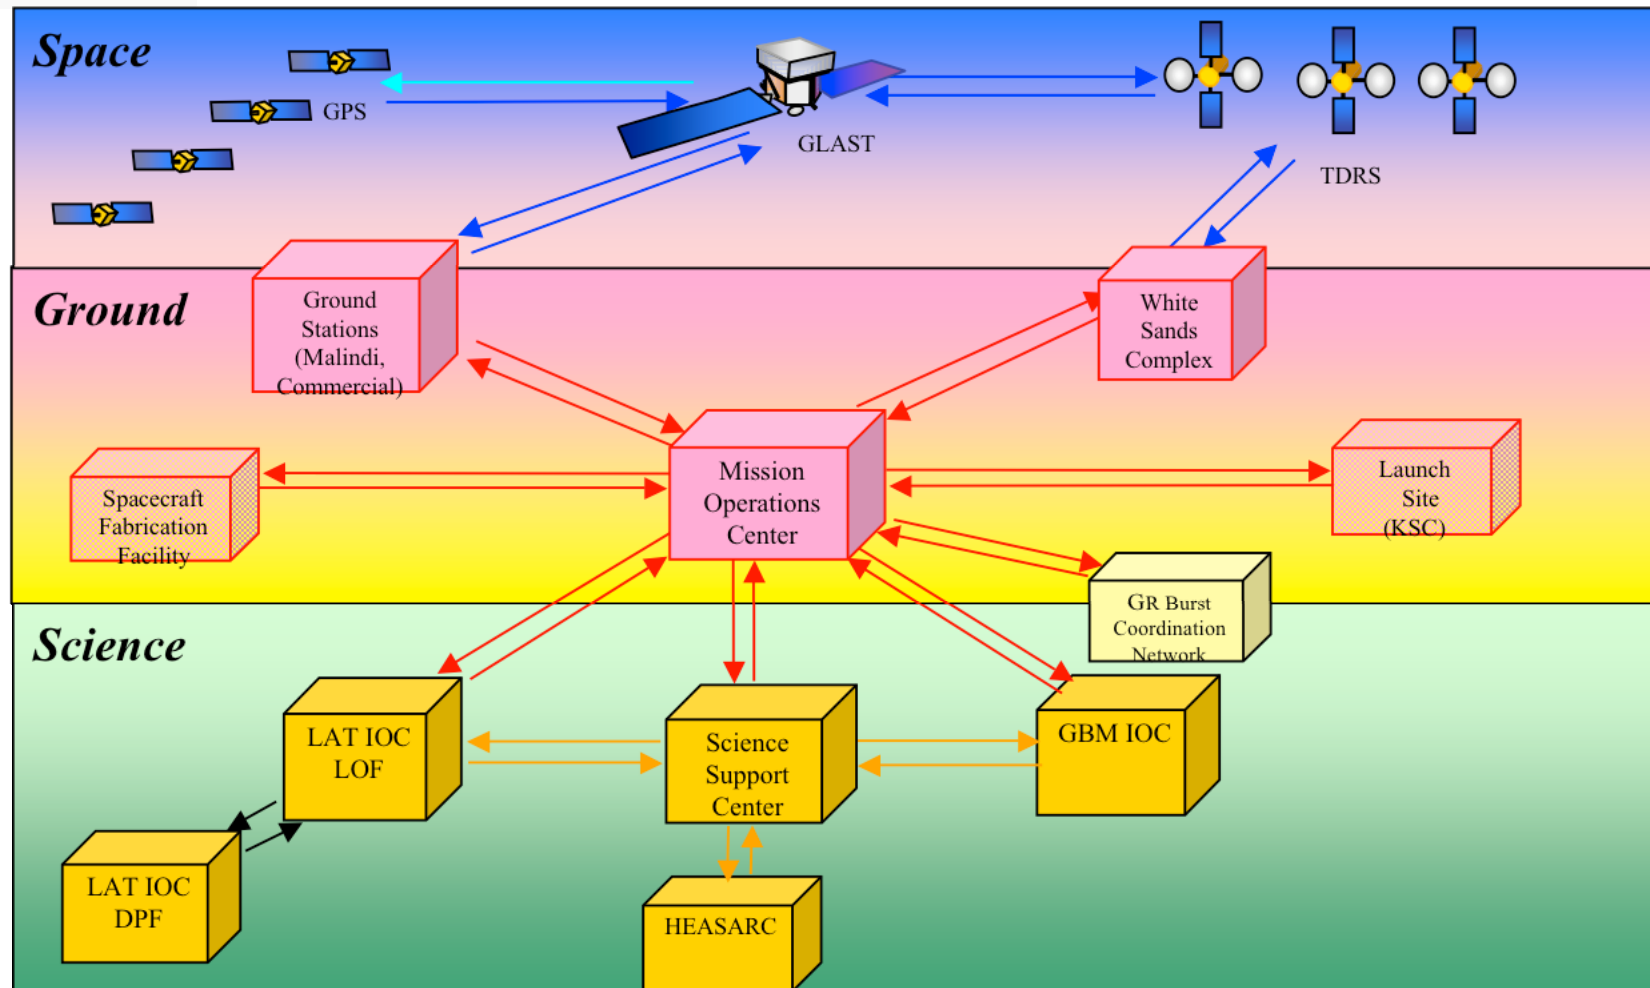 Space
GPS
GLAST
TDRS
Ground
Ground
Stations
(Malindi,
Commercial)
White
Sands
Complex
Mission
Operations
Center
Spacecraft
Fabrication
Facility
Launch
Site
(KSC)
GR Burst
Coordination
Network
Science
LAT IOC
LOF
Science
Support
Center
GBM IOC
LAT IOC
DPF
HEASARC